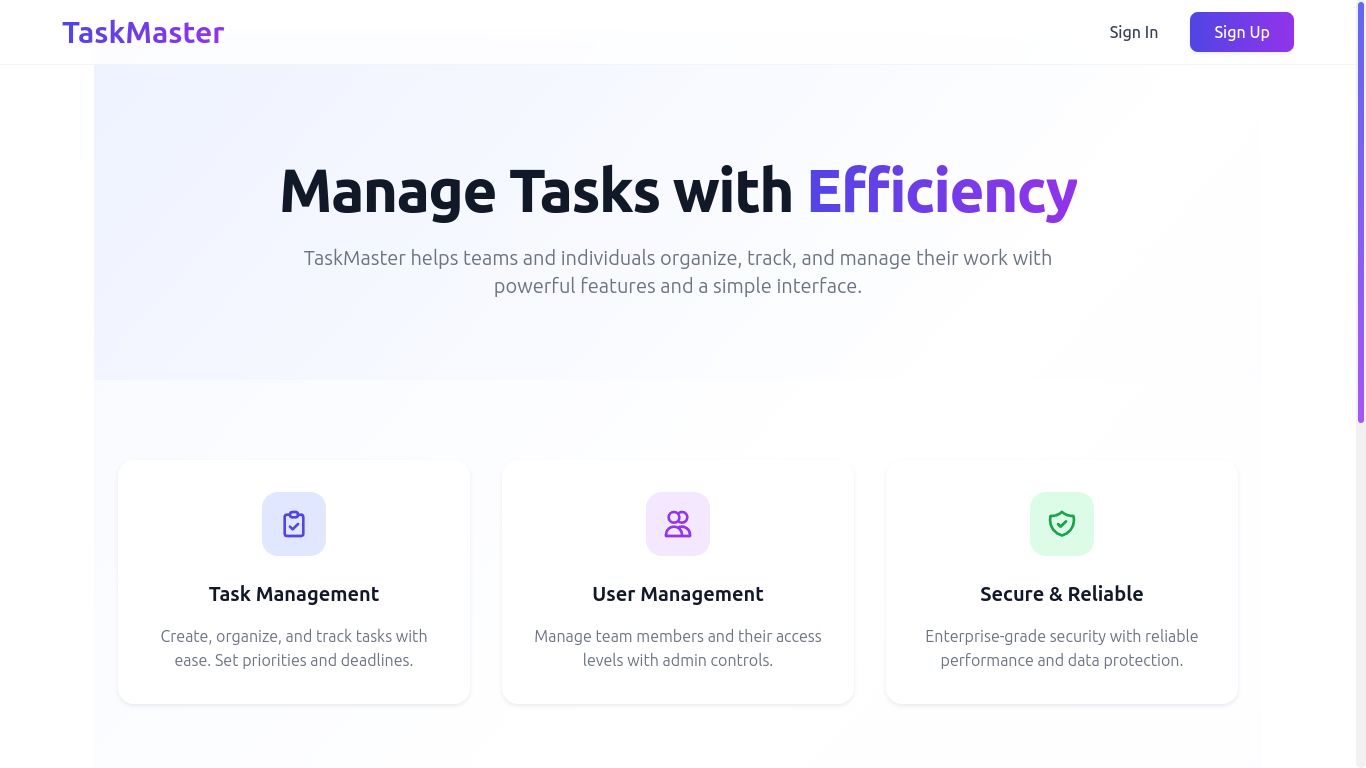 TaskMaster
Sign In
Sign Up
Manage Tasks with Efficiency
TaskMaster helps teams and individuals organize, track, and manage their work with
powerful features and a simple interface.
Task Management
Create, organize, and track tasks with
ease. Set priorities and deadlines.
User Management
Manage team members and their access
levels with admin controls.
Secure & Reliable
Enterprise-grade security with reliable
performance and data protection.